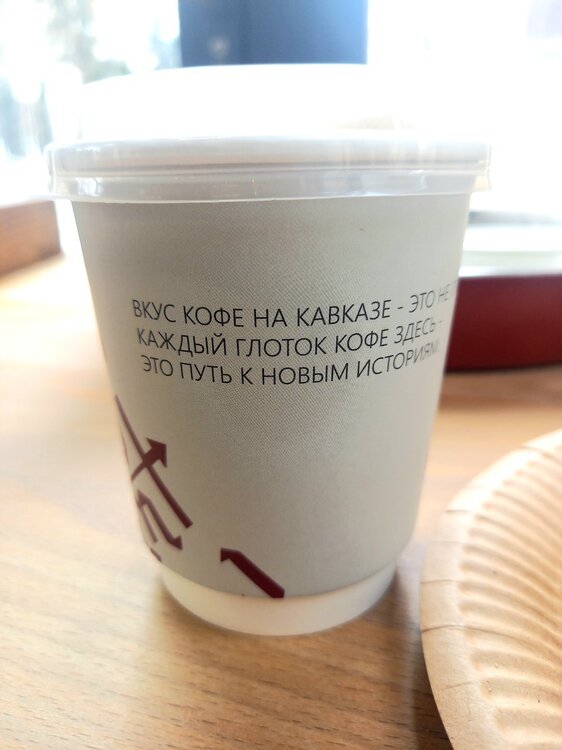 ВКУС КОФЕ НА КАВКАЗЕ - ЭТО НЕ
КАЖДЫЙ ГЛОТОК КОФЕ ЗДЕСЬ -
ЭТО ПУТЬ К НОВЫМ ИСТОРИЯМ.